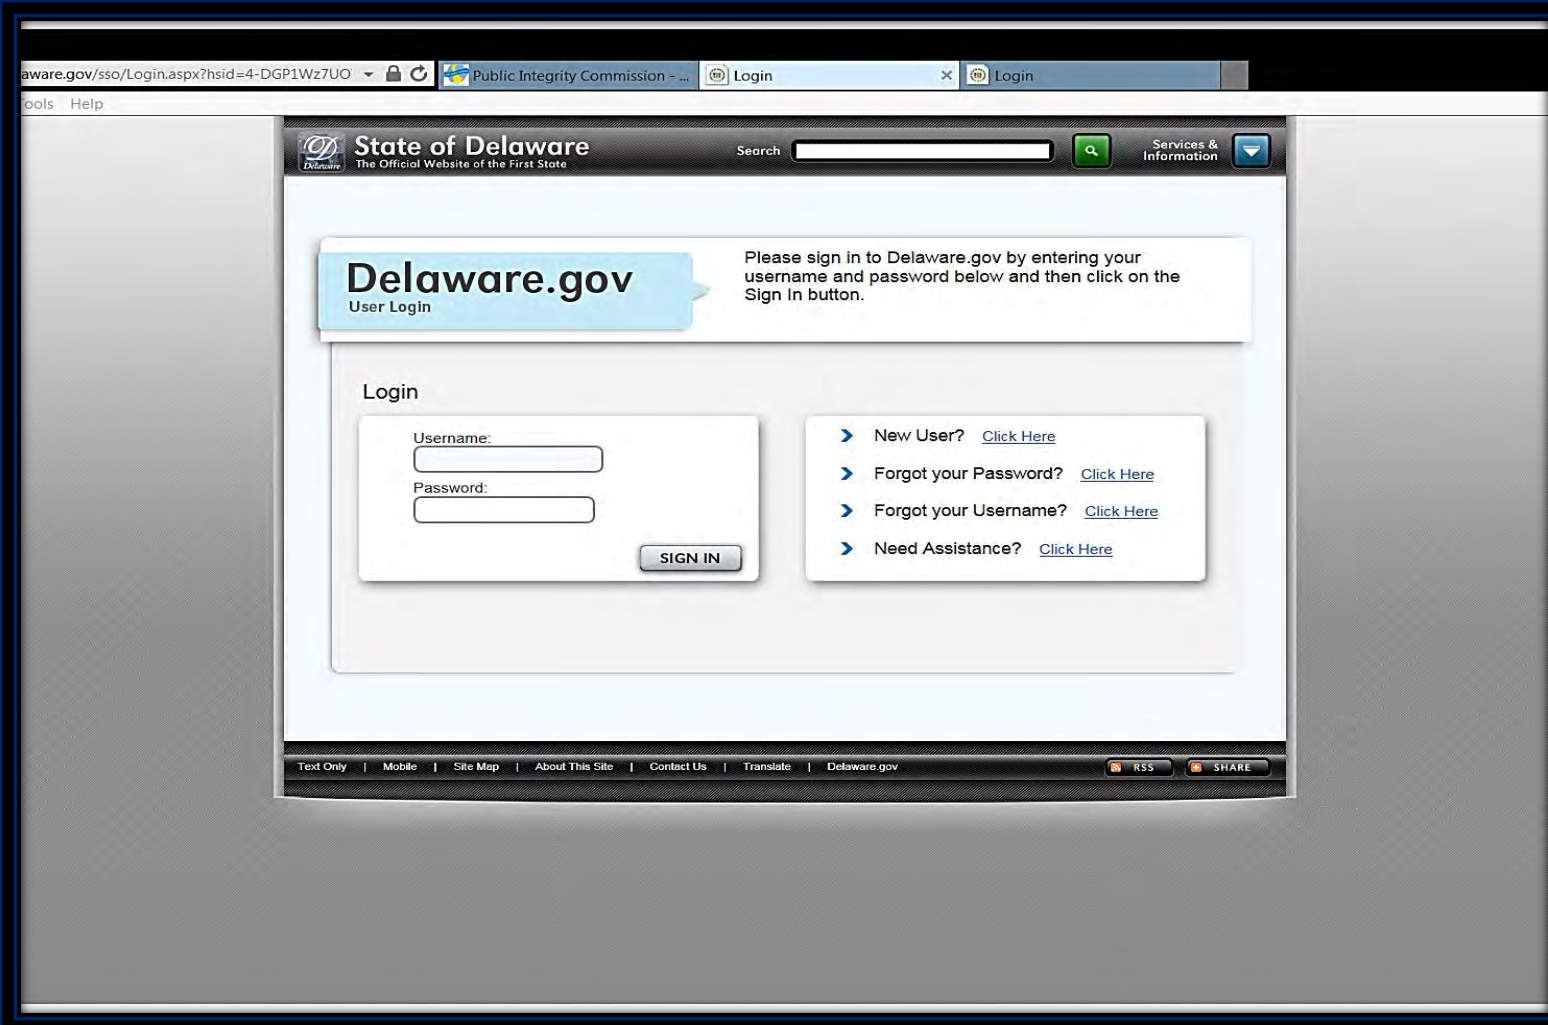 aware.gov/sso/Login.aspx?hsid=4-DGP1Wz7UO
Public Integrity Commission - ...
Login
Login
Tools Help
State of Delaware
The Official Website of the First State
Delaware
Search
Services &
Information
Delaware.gov
User Login
Please sign in to Delaware.gov by entering your
username and password below and then click on the
Sign In button.
Login
Username:
Password:
SIGN IN
New User? Click Here
Forgot your Password? Click Here
Forgot your Username? Click Here
Need Assistance? Click Here
Text Only | Mobile | Site Map | About This Site | Contact Us | Translate | Delaware.gov
RSS
SHARE